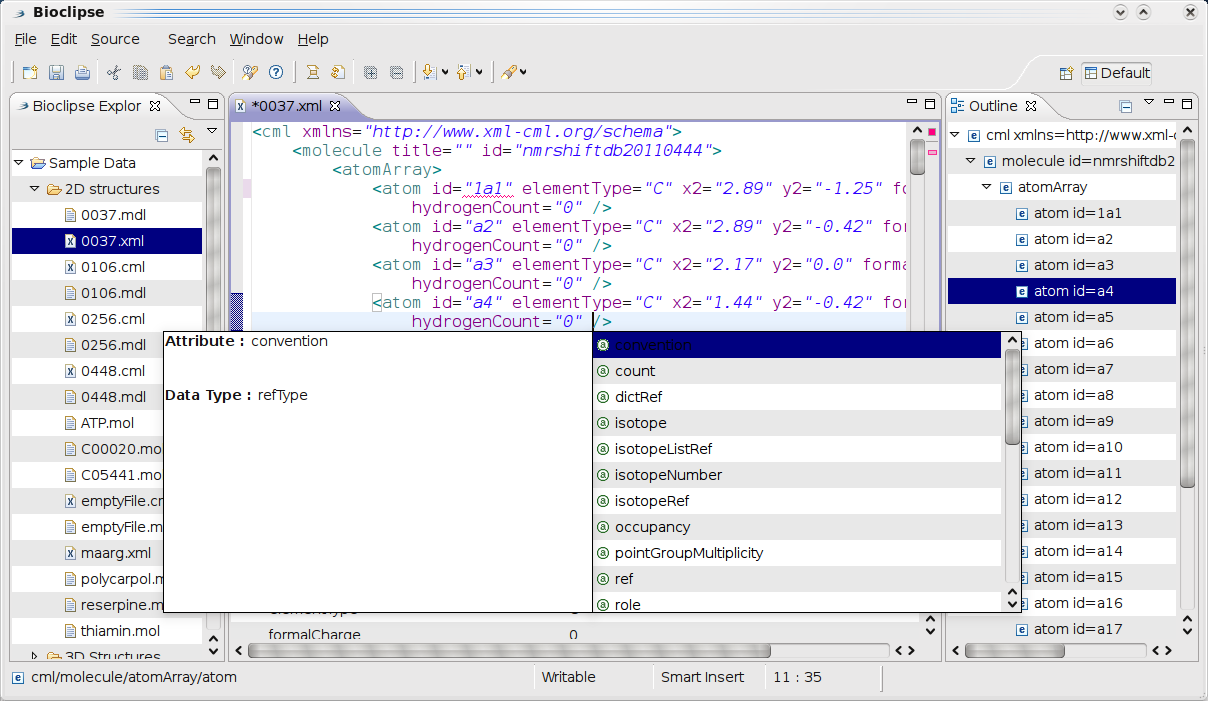 Bioclipse
File Edit Source Search Window Help
Default
Bioclipse Explor
Sample Data
2D structures
0037.mdl
0037.xml
0106.cml
0106.mdl
0256.cml
0256.mdl
0448.cml
0448.mdl
ATP.mol
C00020.mo
C05441.mo
emptyFile.cr
emptyFile.m
maarg.xml
polycarpol.m
reserpine.m
thiamin.mol
3D Structures
*0037.xml
<cml xmlns="http://www.xml-cml.org/schema">
<molecule title="" id="nmrshiftdb20110444">
<atomArray>
<atom id="1a1" elementType="C" x2="2.89" y2="-1.25" fo
hydrogenCount="0" />
<atom id="a2" elementType="C" x2="2.89" y2="-0.42" for
hydrogenCount="0" />
<atom id="a3" elementType="C" x2="2.17" y2="0.0" forma
hydrogenCount="0" />
<atom id="a4" elementType="C" x2="1.44" y2="-0.42" for
hydrogenCount="0" />
Attribute : convention
Data Type : refType
convention
count
dictRef
isotope
isotopeListRef
isotopeNumber
isotopeRef
occupancy
pointGroupMultiplicity
ref
role
formalCharge 0
Outline
cml xmlns=http://www.xml-c
molecule id=nmrshiftdb2
atomArray
atom id=1a1
atom id=a2
atom id=a3
atom id=a4
atom id=a5
atom id=a6
atom id=a7
atom id=a8
atom id=a9
atom id=a10
atom id=a11
atom id=a12
atom id=a13
atom id=a14
atom id=a15
atom id=a16
atom id=a17
cml/molecule/atomArray/atom
Writable
Smart Insert
11 : 35